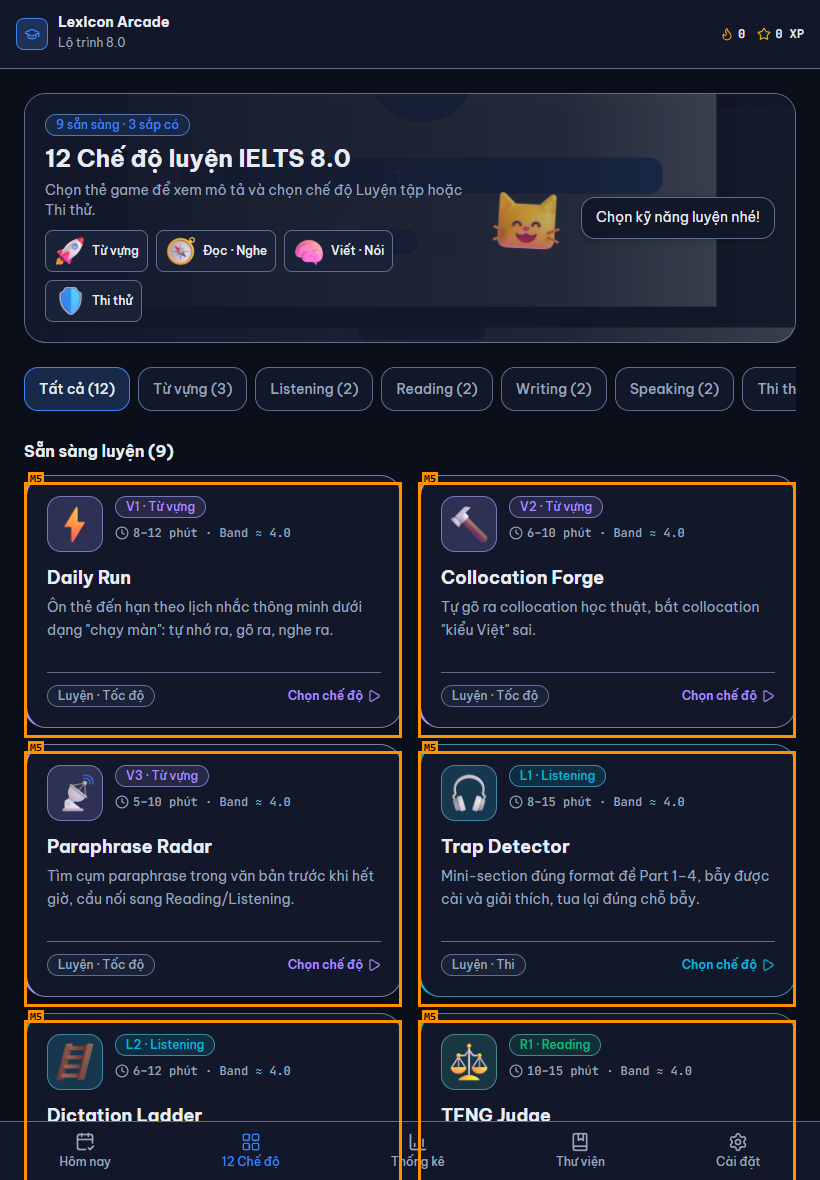 Lexicon Arcade
Lộ trình 8.0
0 0 XP
9 sẵn sàng · 3 sắp có
12 Chế độ luyện IELTS 8.0
Chọn thẻ game để xem mô tả và chọn chế độ Luyện tập hoặc
Thi thử.
Chọn kỹ năng luyện nhé!
Từ vựng Đọc · Nghe Viết · Nói
Thi thử
Tất cả (12) Từ vựng (3) Listening (2) Reading (2) Writing (2) Speaking (2) Thi th
Sẵn sàng luyện (9)
M5
V1 · Từ vựng
8–12 phút · Band ≈ 4.0
Daily Run
Ôn thẻ đến hạn theo lịch nhắc thông minh dưới
dạng "chạy màn": tự nhớ ra, gõ ra, nghe ra.
Luyện · Tốc độ Chọn chế độ
M5
V2 · Từ vựng
6–10 phút · Band ≈ 4.0
Collocation Forge
Tự gõ ra collocation học thuật, bắt collocation
"kiểu Việt" sai.
Luyện · Tốc độ Chọn chế độ
M5
V3 · Từ vựng
5–10 phút · Band ≈ 4.0
Paraphrase Radar
Tìm cụm paraphrase trong văn bản trước khi hết
giờ, cầu nối sang Reading/Listening.
Luyện · Tốc độ Chọn chế độ
M5
L1 · Listening
8–15 phút · Band ≈ 4.0
Trap Detector
Mini-section đúng format đề Part 1–4, bẫy được
cài và giải thích, tua lại đúng chỗ bẫy.
Luyện · Thi Chọn chế độ
M5
L2 · Listening
6–12 phút · Band ≈ 4.0
Dictation Ladder
M5
R1 · Reading
10–15 phút · Band ≈ 4.0
TFNG Judge
Hôm nay 12 Chế độ Thống kê Thư viện Cài đặt